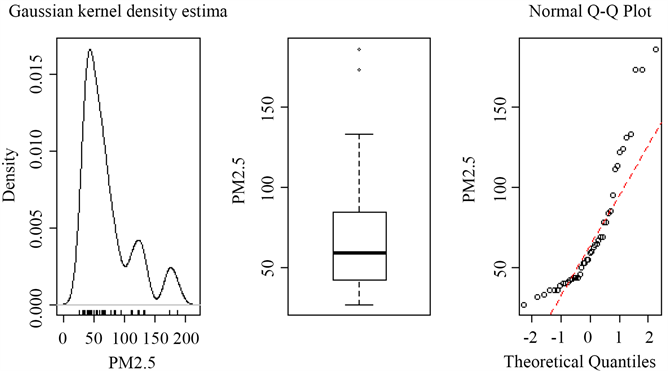 Gaussian kernel density estima
Density
0.000
0.005
0.010
0.015
0 50 100 150 200
PM2.5
PM2.5
50
100
150
Normal Q-Q Plot
PM2.5
50
100
150
-2 -1 0 1 2
Theoretical Quantiles